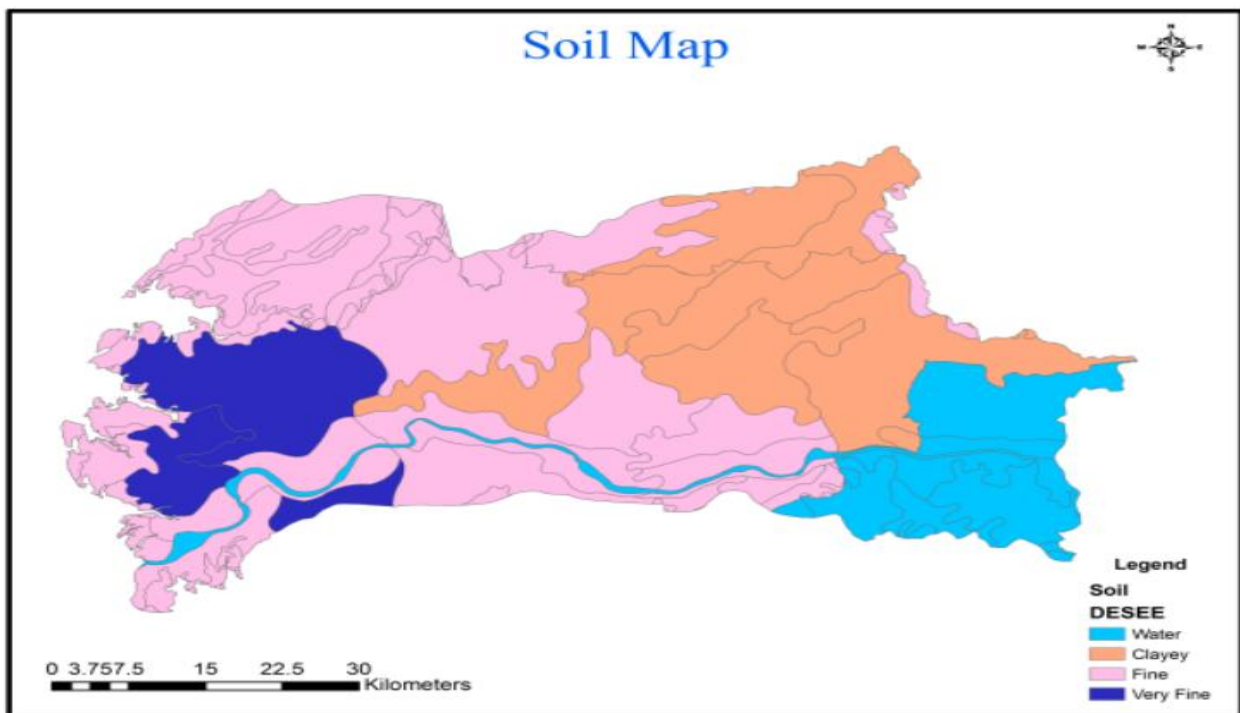 Soil Map
N
E
S
Legend
Soil
DESEE
Water
Clayey
Fine
Very Fine
0 3.757.5 15 22.5 30
Kilometers